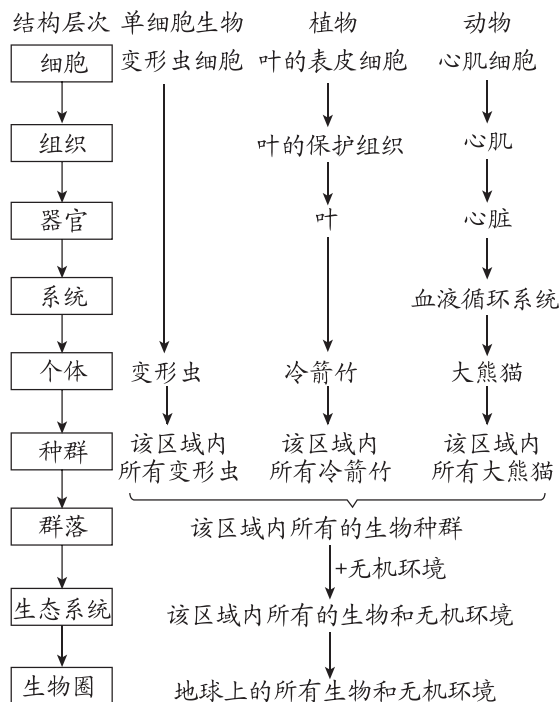 结构层次 单细胞生物 植物 动物
细胞 变形虫细胞 叶的表皮细胞 心肌细胞
组织 叶的保护组织 心肌
器官 叶 心脏
系统 血液循环系统
个体 变形虫 冷箭竹 大熊猫
种群 该区域内 该区域内 该区域内
所有变形虫 所有冷箭竹 所有大熊猫
群落 该区域内所有的生物种群
+无机环境
生态系统 该区域内所有的生物和无机环境
生物圈 地球上的所有生物和无机环境